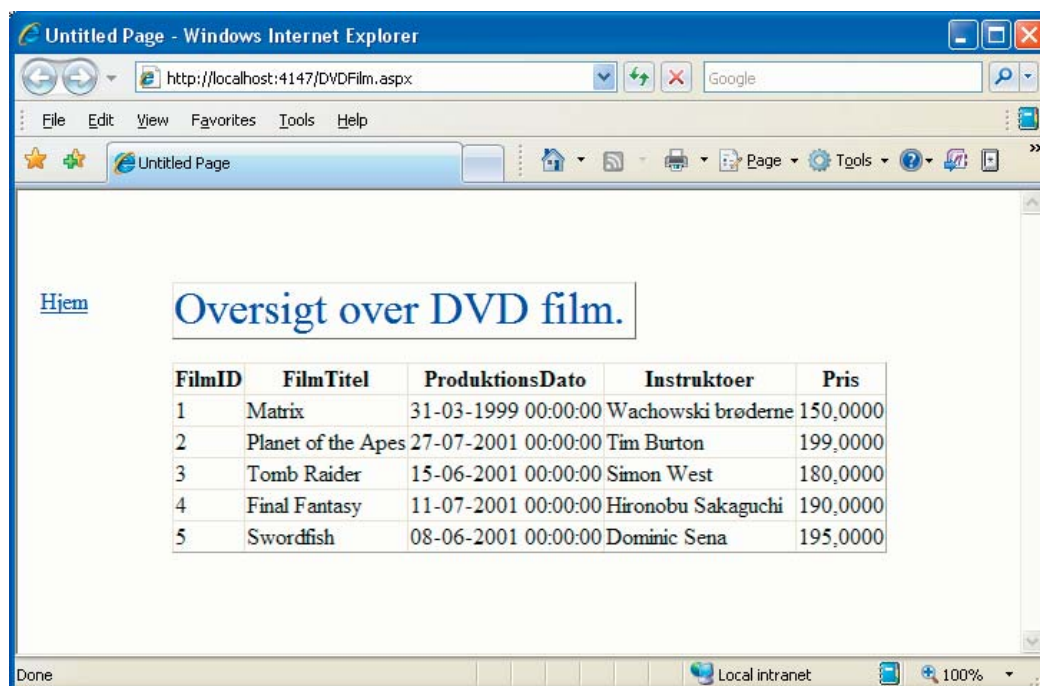 Untitled Page - Windows Internet Explorer
http://localhost:4147/DVDFilm.aspx
Google
File Edit View Favorites Tools Help
Untitled Page
Page Tools
Hjem
Oversigt over DVD film.
FilmID FilmTitel ProduktionsDato Instruktoer Pris
1 Matrix 31-03-1999 00:00:00 Wachowski brøderne 150,0000
2 Planet of the Apes 27-07-2001 00:00:00 Tim Burton 199,0000
3 Tomb Raider 15-06-2001 00:00:00 Simon West 180,0000
4 Final Fantasy 11-07-2001 00:00:00 Hironobu Sakaguchi 190,0000
5 Swordfish 08-06-2001 00:00:00 Dominic Sena 195,0000
Done Local intranet 100%